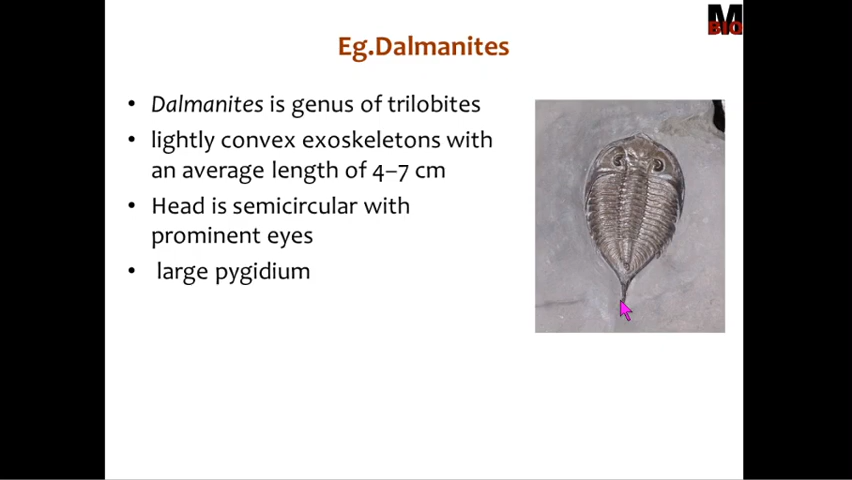 M
BIO
Eg.Dalmanites
• Dalmanites is genus of trilobites
• lightly convex exoskeletons with
an average length of 4–7 cm
• Head is semicircular with
prominent eyes
• large pygidium